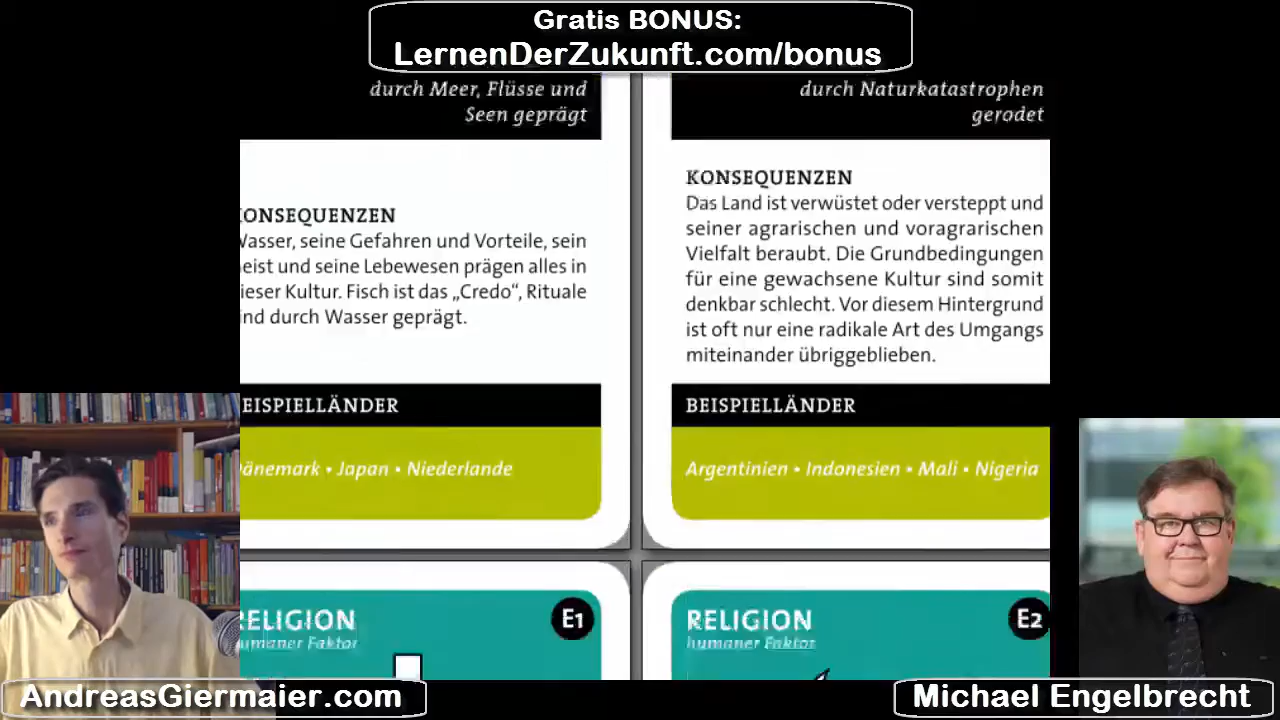 Gratis BONUS:
LernenDerZukunft.com/bonus
durch Meer, Flüsse und
Seen geprägt
ONSEQUENZEN
asser, seine Gefahren und Vorteile, sein
eist und seine Lebewesen prägen alles in
ieser Kultur. Fisch ist das „Credo“, Rituale
nd durch Wasser geprägt.
EISPIELLÄNDER
änemark • Japan • Niederlande
durch Naturkatastrophen
gerodet
KONSEQUENZEN
Das Land ist verwüstet oder versteppt und
seiner agrarischen und voragrarischen
Vielfalt beraubt. Die Grundbedingungen
für eine gewachsene Kultur sind somit
denkbar schlecht. Vor diesem Hintergrund
ist oft nur eine radikale Art des Umgangs
miteinander übriggeblieben.
BEISPIELLÄNDER
Argentinien • Indonesien • Mali • Nigeria
RELIGION
E1
umaner Faktor
RELIGION
E2
humaner Faktor
AndreasGiermaier.com
Michael Engelbrecht